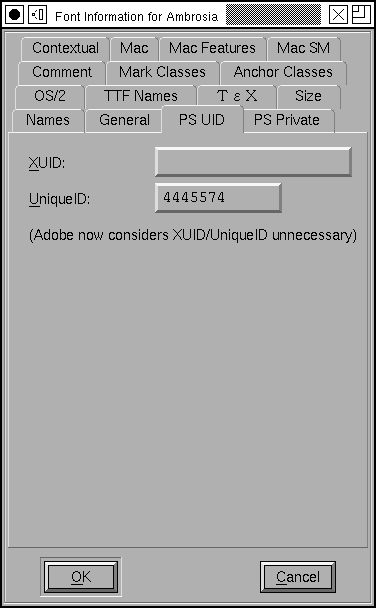 Font Information for Ambrosia
Contextual Mac Mac Features Mac SM
Comment Mark Classes Anchor Classes
OS/2 TTF Names Τ ε Χ Size
Names General PS UID PS Private
XUID:
UniqueID: 4445574
(Adobe now considers XUID/UniqueID unnecessary)
OK Cancel